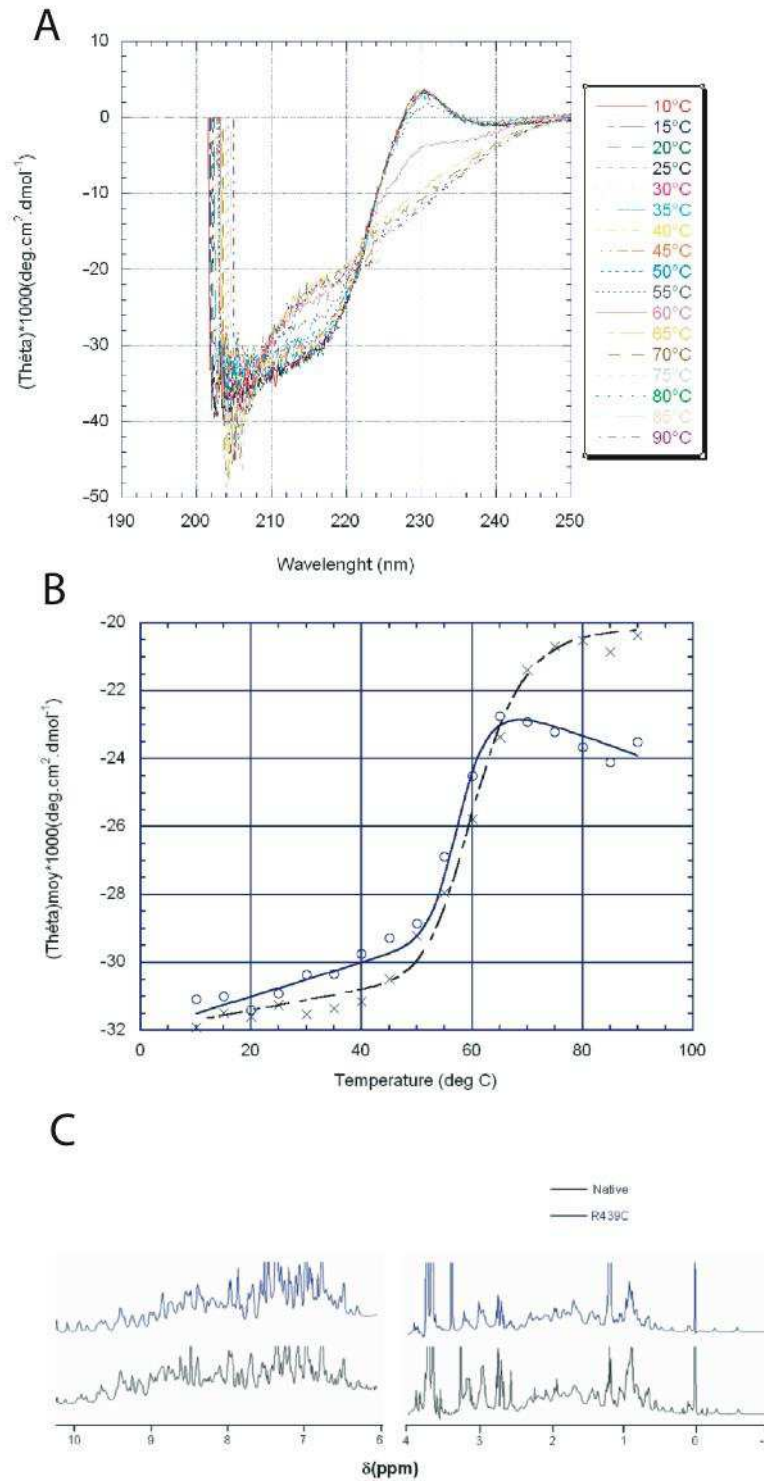 A
10
0
-10
-20
-30
-40
-50
(Thèta)*1000(deg.cm².dmol⁻¹)
190 200 210 220 230 240 250
Wavelenght (nm)
10°C
15°C
20°C
25°C
30°C
35°C
40°C
45°C
50°C
55°C
60°C
65°C
70°C
75°C
80°C
85°C
90°C
B
-20
-22
-24
-26
-28
-30
-32
(Thèta)moy*1000(deg.cm².dmol⁻¹)
0 20 40 60 80 100
Temperature (deg C)
C
Native
R439C
10 9 8 7 6 4 3 2 1 0
δ(ppm)